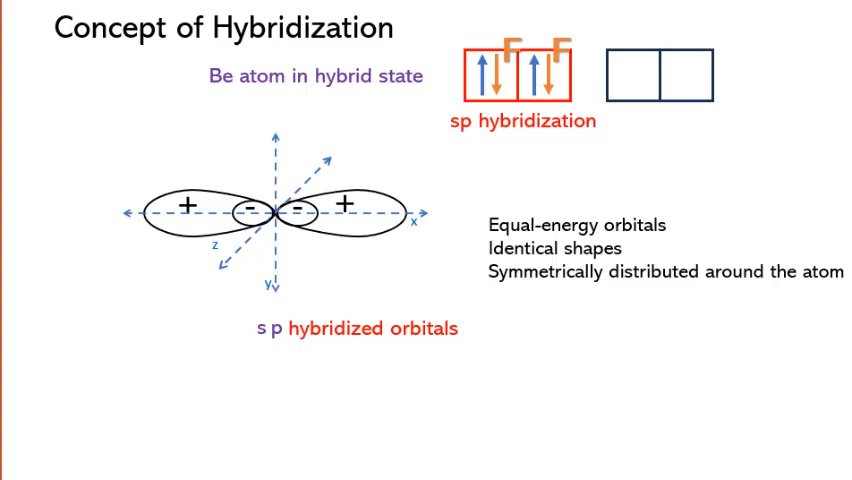 Concept of Hybridization
F F
Be atom in hybrid state
sp hybridization
+ - - +
x
Equal-energy orbitals
z
Identical shapes
Symmetrically distributed around the atom
y
s p hybridized orbitals